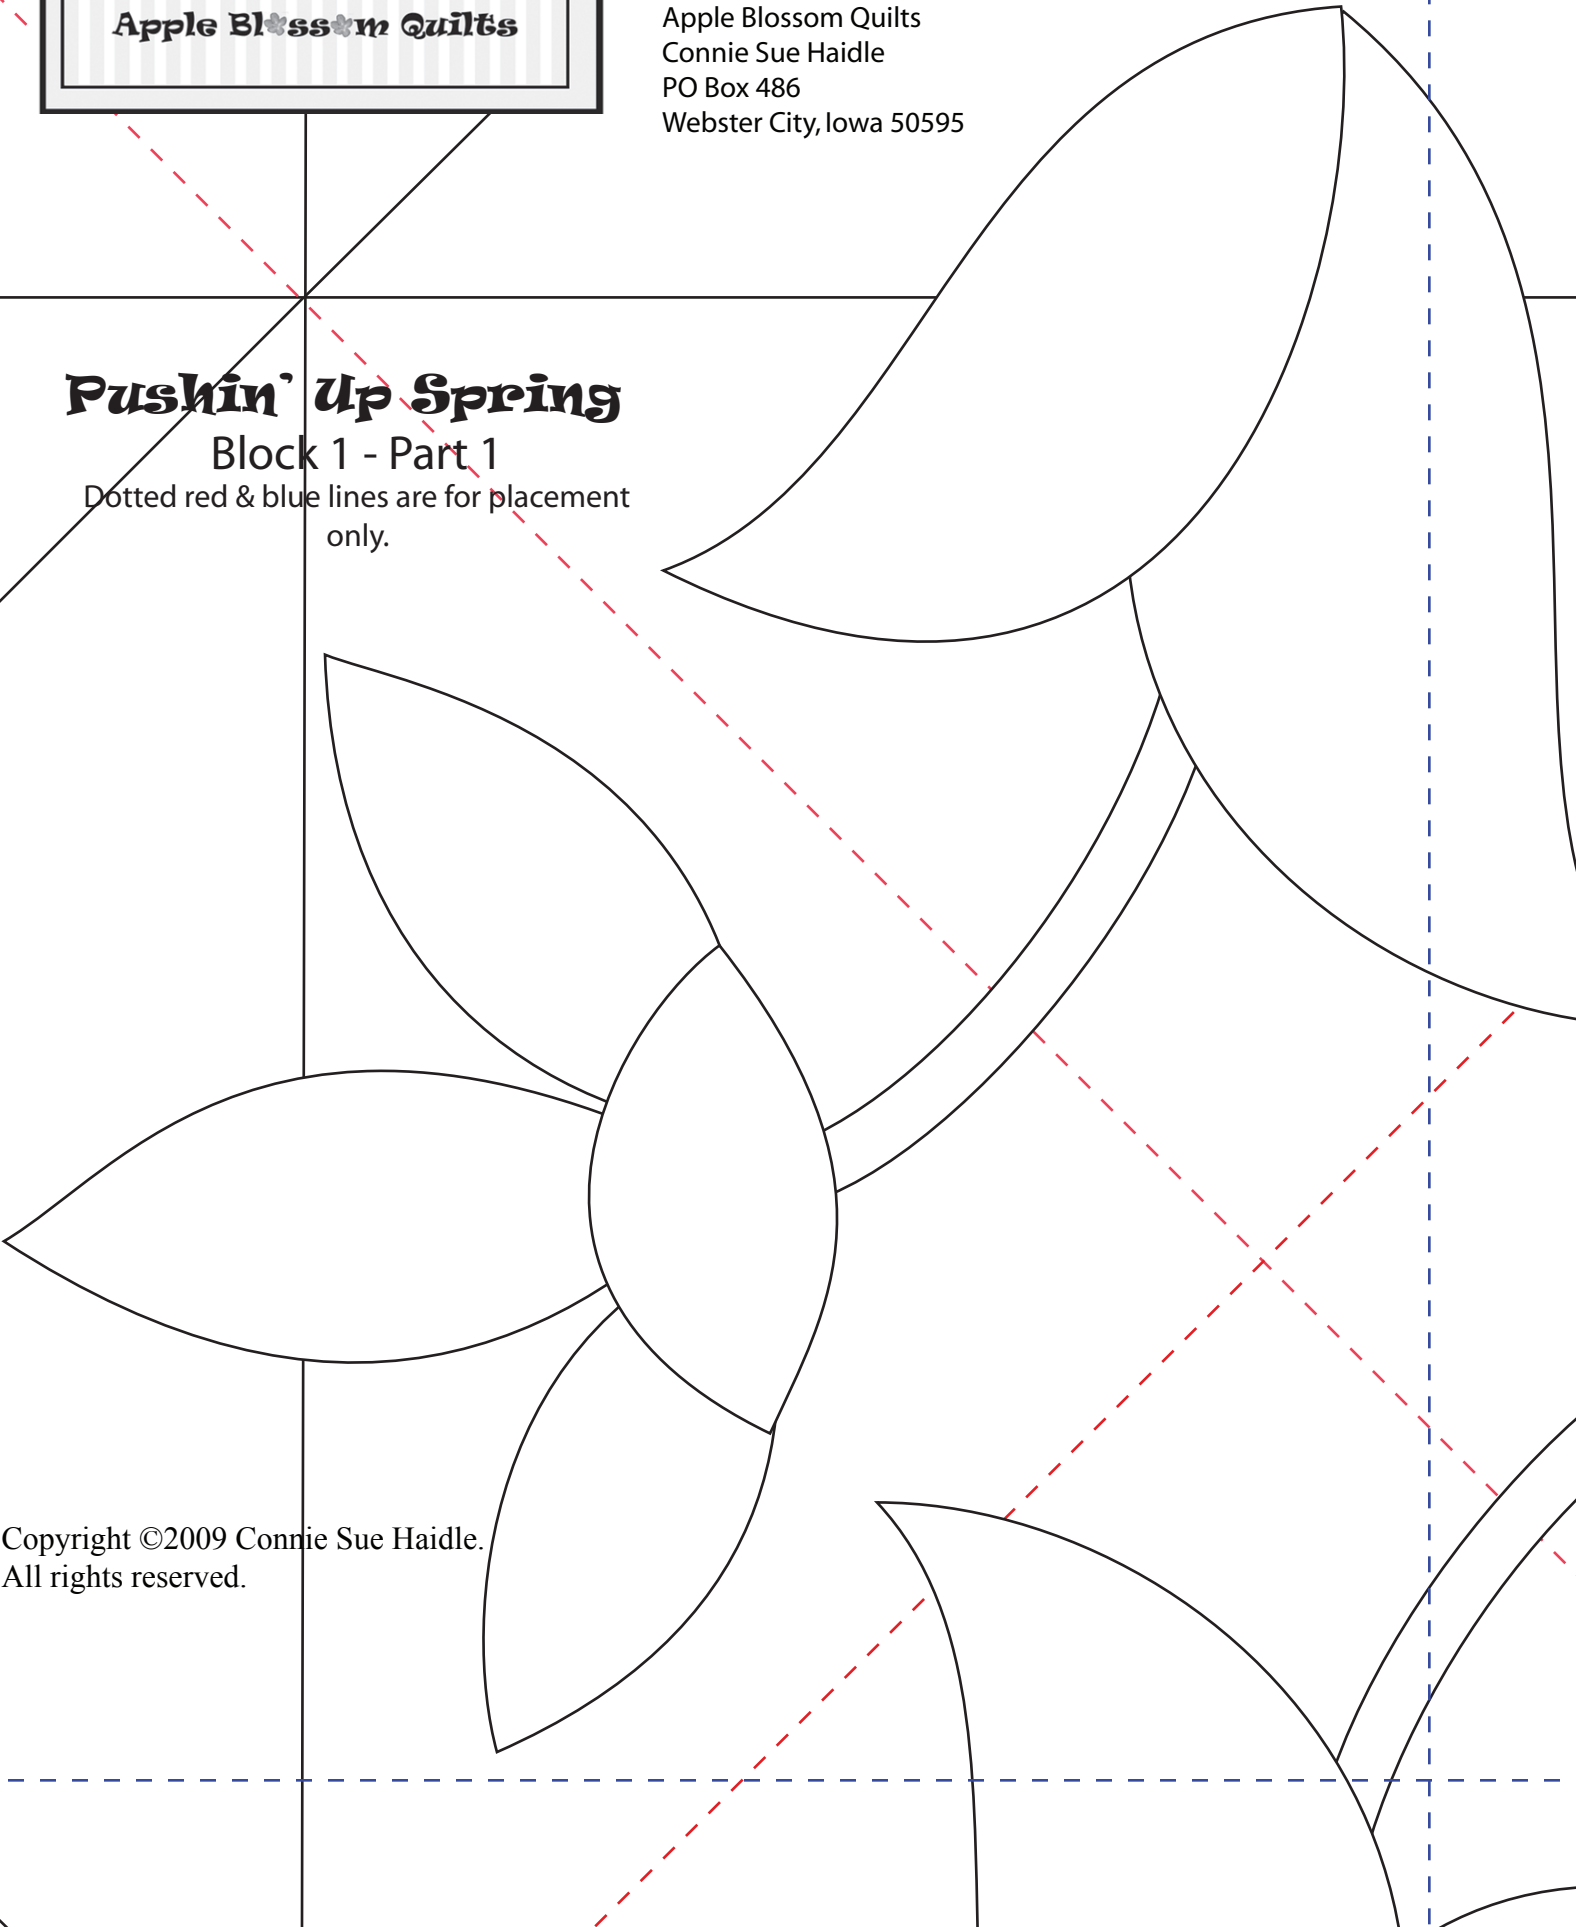 Apple Blossom Quilts
Apple Blossom Quilts
Connie Sue Haidle
PO Box 486
Webster City, Iowa 50595
Pushin' Up Spring
Block 1 - Part 1
Dotted red & blue lines are for placement
only.
Copyright ©2009 Connie Sue Haidle.
All rights reserved.